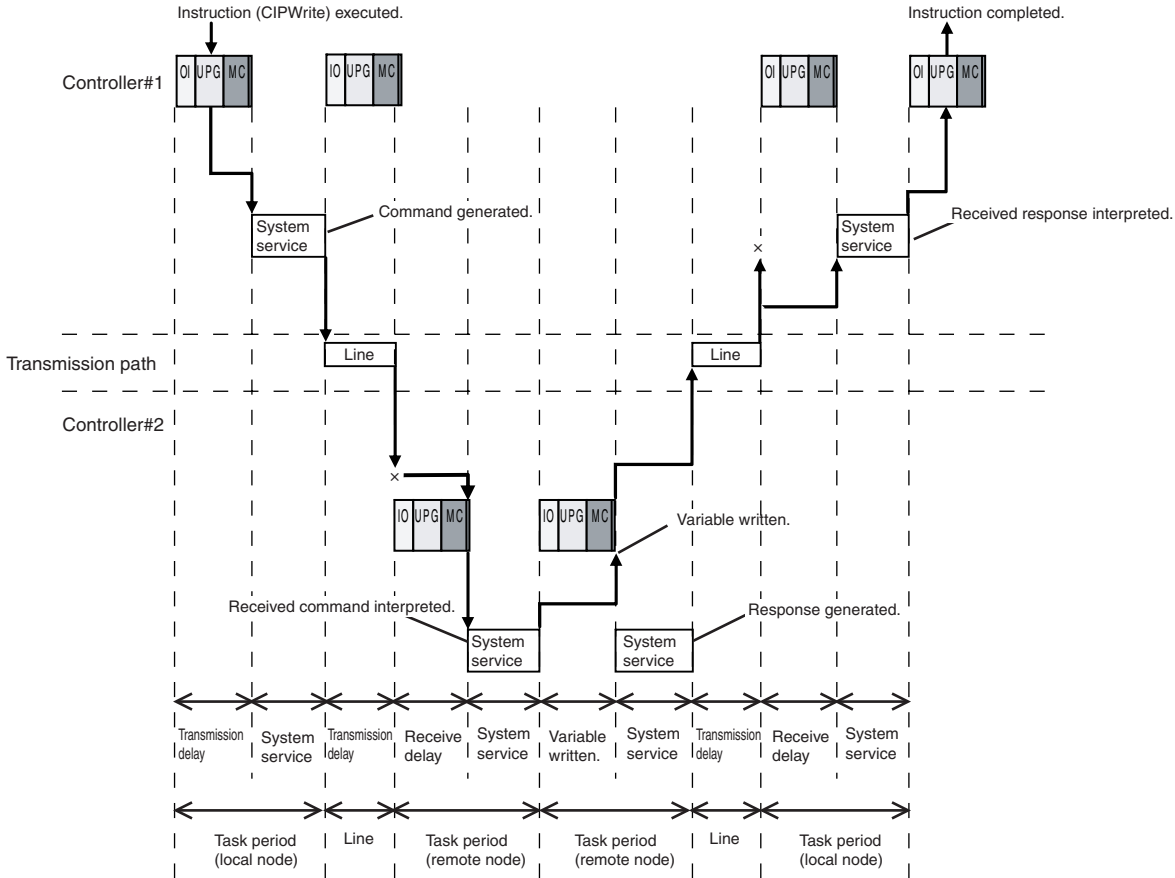 Instruction (CIPWrite) executed.
Instruction completed.
Controller#1
OI UPG MC
IO UPG MC
OI UPG MC
OI UPG MC
Command generated.
System
service
System
service
Received response interpreted.
×
Transmission path
Line
Line
Controller#2
×
IO UPG MC
IO UPG MC
Variable written.
Received command interpreted.
Response generated.
System
service
System
service
Transmission
delay
System
service
Transmission
delay
Receive
delay
System
service
Variable
written.
System
service
Transmission
delay
Receive
delay
System
service
Task period
(local node)
Line
Task period
(remote node)
Task period
(remote node)
Line
Task period
(local node)